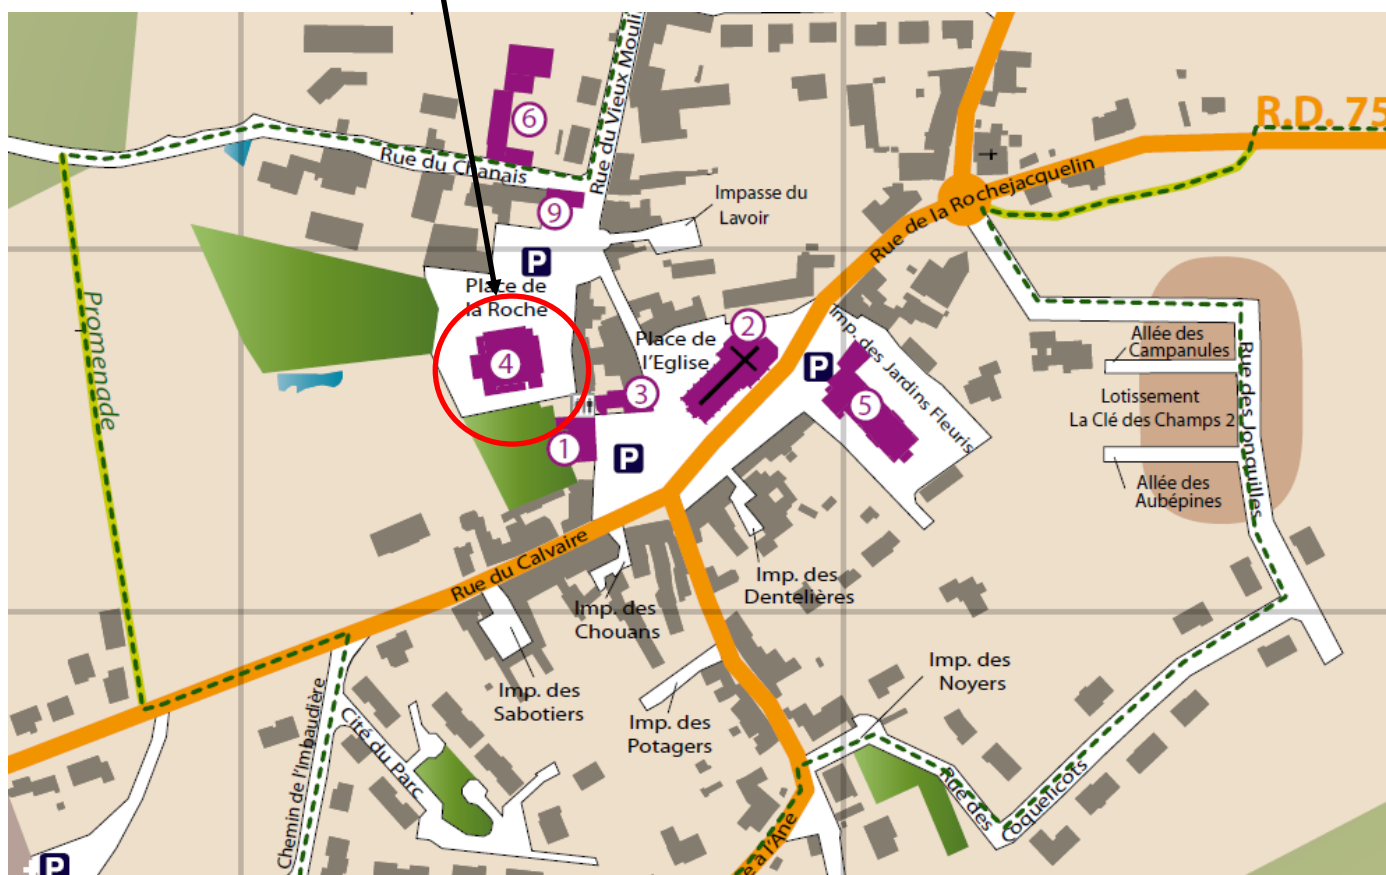 R.D. 75
6
Rue du Vieux Mouli
Rue du Chanais
Rue de la Rochejacquelin
Impasse du
Lavoir
9
P
Place de
la Roche
Promenade
4
2
Place de
l'Eglise
3
1
P
P
5
Imp. des Jardins Fleuris
Allée des
Campanules
Lotissement
La Clé des Champs 2
Rue des Jonquilles
Allée des
Aubépines
Rue du Calvaire
Imp. des
Dentelières
Imp. des
Chouans
Imp. des
Noyers
Imp. des
Sabotiers
Imp. des
Potagers
Chemin de l'Imbaudière
Cité du Parc
Rue des
Coquelicots
e à l'Ane
P